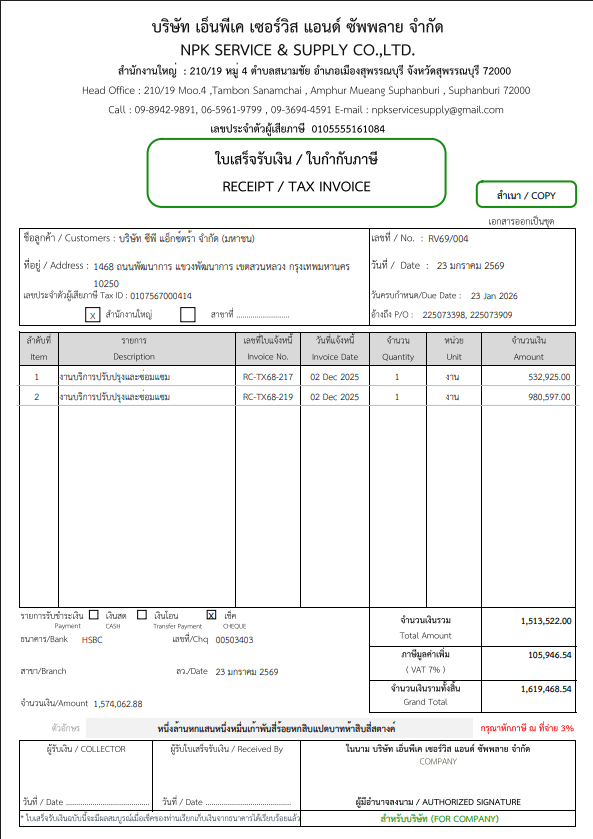 บริษัท เอ็นพีเค เซอร์วิส แอนด์ ซัพพลาย จำกัด
NPK SERVICE & SUPPLY CO.,LTD.
สำนักงานใหญ่ : 210/19 หมู่ 4 ตำบลสนามชัย อำเภอเมืองสุพรรณบุรี จังหวัดสุพรรณบุรี 72000
Head Office : 210/19 Moo.4 ,Tambon Sanamchai , Amphur Mueang Suphanburi , Suphanburi 72000
Call : 09-8942-9891, 06-5961-9799 , 09-3694-4591 E-mail : npkservicesupply@gmail.com
เลขประจำตัวผู้เสียภาษี 0105555161084
ใบเสร็จรับเงิน / ใบกำกับภาษี
RECEIPT / TAX INVOICE
สำเนา / COPY
เอกสารออกเป็นชุด
ชื่อลูกค้า / Customers : บริษัท ซีพี แอ็กซ์ตร้า จำกัด (มหาชน)
เลขที่ / No. : RV69/004
ที่อยู่ / Address : 1468 ถนนพัฒนาการ แขวงพัฒนาการ เขตสวนหลวง กรุงเทพมหานคร
10250
วันที่ / Date : 23 มกราคม 2569
เลขประจำตัวผู้เสียภาษี Tax ID : 0107567000414
วันครบกำหนด/Due Date : 23 Jan 2026
X สำนักงานใหญ่ สาขาที่ ..........................
อ้างถึง P/O : 225073398, 225073909
ลำดับที่ รายการ เลขที่ใบแจ้งหนี้ วันที่แจ้งหนี้ จำนวน หน่วย จำนวนเงิน
Item Description Invoice No. Invoice Date Quantity Unit Amount
1 งานบริการปรับปรุงและซ่อมแซม RC-TX68-217 02 Dec 2025 1 งาน 532,925.00
2 งานบริการปรับปรุงและซ่อมแซม RC-TX68-219 02 Dec 2025 1 งาน 980,597.00
รายการรับชำระเงิน เงินสด เงินโอน X เช็ค
Payment CASH Transfer Payment CHEQUE
ธนาคาร/Bank HSBC เลขที่/Chq 00503403
สาขา/Branch ลว./Date 23 มกราคม 2569
จำนวนเงิน/Amount 1,574,062.88
จำนวนเงินรวม 1,513,522.00
Total Amount
ภาษีมูลค่าเพิ่ม 105,946.54
( VAT 7% )
จำนวนเงินรวมทั้งสิ้น 1,619,468.54
Grand Total
ตัวอักษร หนึ่งล้านหกแสนหนึ่งหมื่นเก้าพันสี่ร้อยหกสิบแปดบาทห้าสิบสี่สตางค์ กรุณาหักภาษี ณ ที่จ่าย 3%
ผู้รับเงิน / COLLECTOR ผู้รับใบเสร็จรับเงิน / Received By ในนาม บริษัท เอ็นพีเค เซอร์วิส แอนด์ ซัพพลาย จำกัด
COMPANY
วันที่ / Date .............................. วันที่ / Date .............................. ผู้มีอำนาจลงนาม / AUTHORIZED SIGNATURE
* ใบเสร็จรับเงินฉบับนี้จะมีผลสมบูรณ์เมื่อเช็คของท่านเรียกเก็บเงินจากธนาคารได้เรียบร้อยแล้ว สำหรับบริษัท (FOR COMPANY)